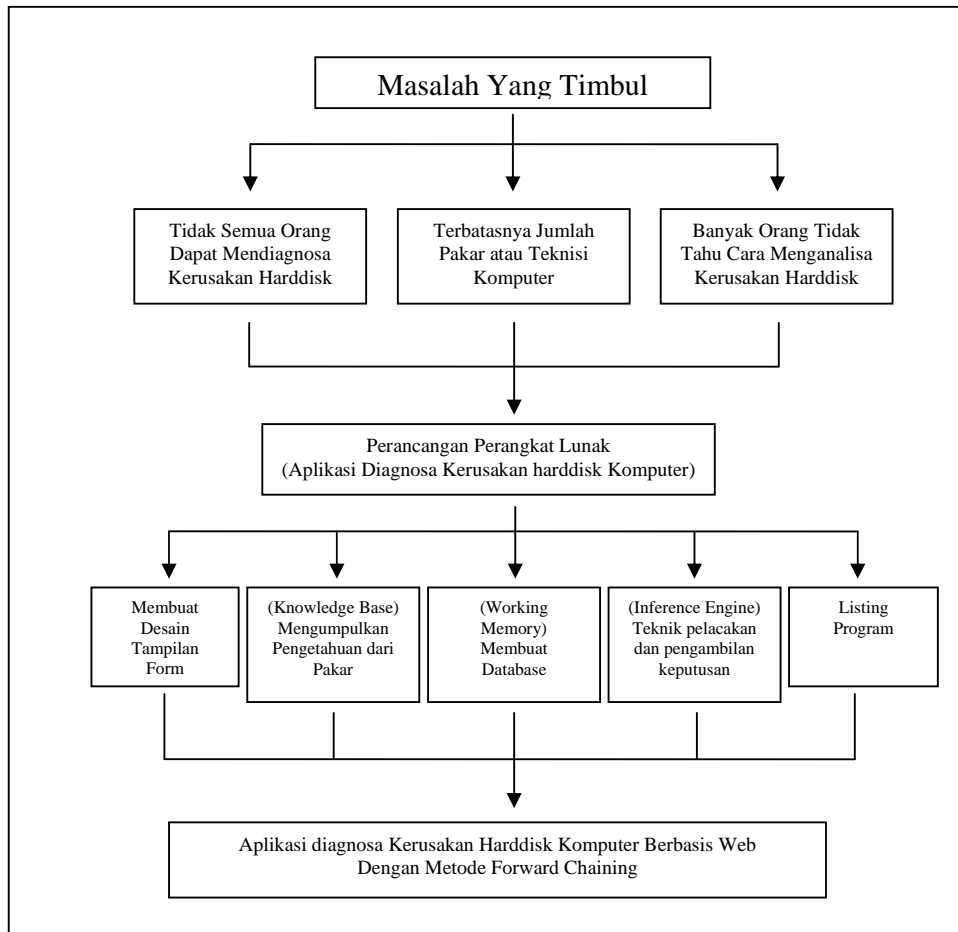 Masalah Yang Timbul
Tidak Semua Orang
Dapat Mendiagnosa
Kerusakan Harddisk
Terbatasnya Jumlah
Pakar atau Teknisi
Komputer
Banyak Orang Tidak
Tahu Cara Menganalisa
Kerusakan Harddisk
Perancangan Perangkat Lunak
(Aplikasi Diagnosa Kerusakan harddisk Komputer)
Membuat
Desain
Tampilan
Form
(Knowledge Base)
Mengumpulkan
Pengetahuan dari
Pakar
(Working
Memory)
Membuat
Database
(Inference Engine)
Teknik pelacakan
dan pengambilan
keputusan
Listing
Program
Aplikasi diagnosa Kerusakan Harddisk Komputer Berbasis Web
Dengan Metode Forward Chaining